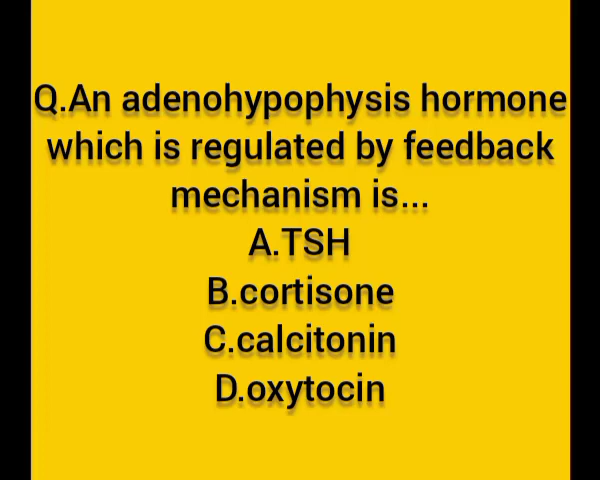 Q.An adenohypophysis hormone
which is regulated by feedback
mechanism is...
A.TSH
B.cortisone
C.calcitonin
D.oxytocin